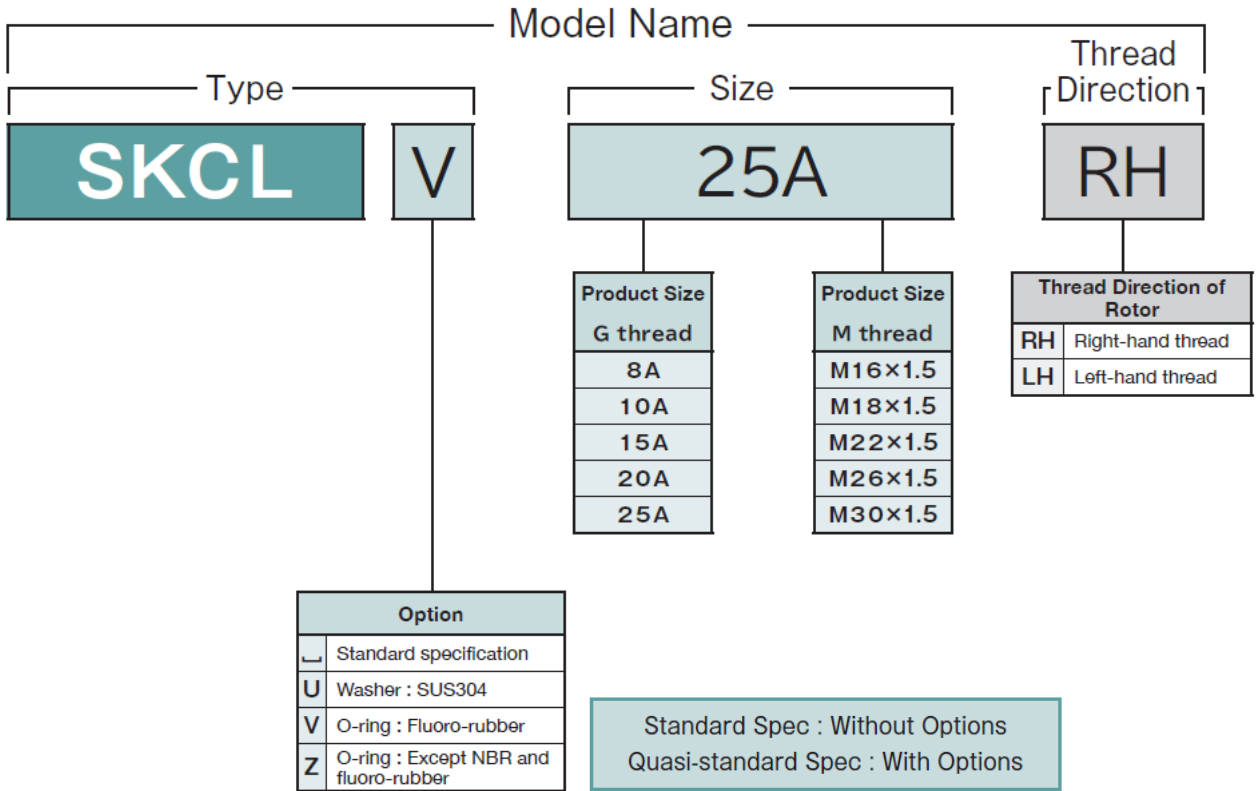 Model Name
Type
Size
Thread
Direction
SKCL
V
25A
RH
Product Size
G thread
8A
10A
15A
20A
25A
Product Size
M thread
M16×1.5
M18×1.5
M22×1.5
M26×1.5
M30×1.5
Thread Direction of
Rotor
RH Right-hand thread
LH Left-hand thread
Option
⎵ Standard specification
U Washer : SUS304
V O-ring : Fluoro-rubber
Z O-ring : Except NBR and
fluoro-rubber
Standard Spec : Without Options
Quasi-standard Spec : With Options